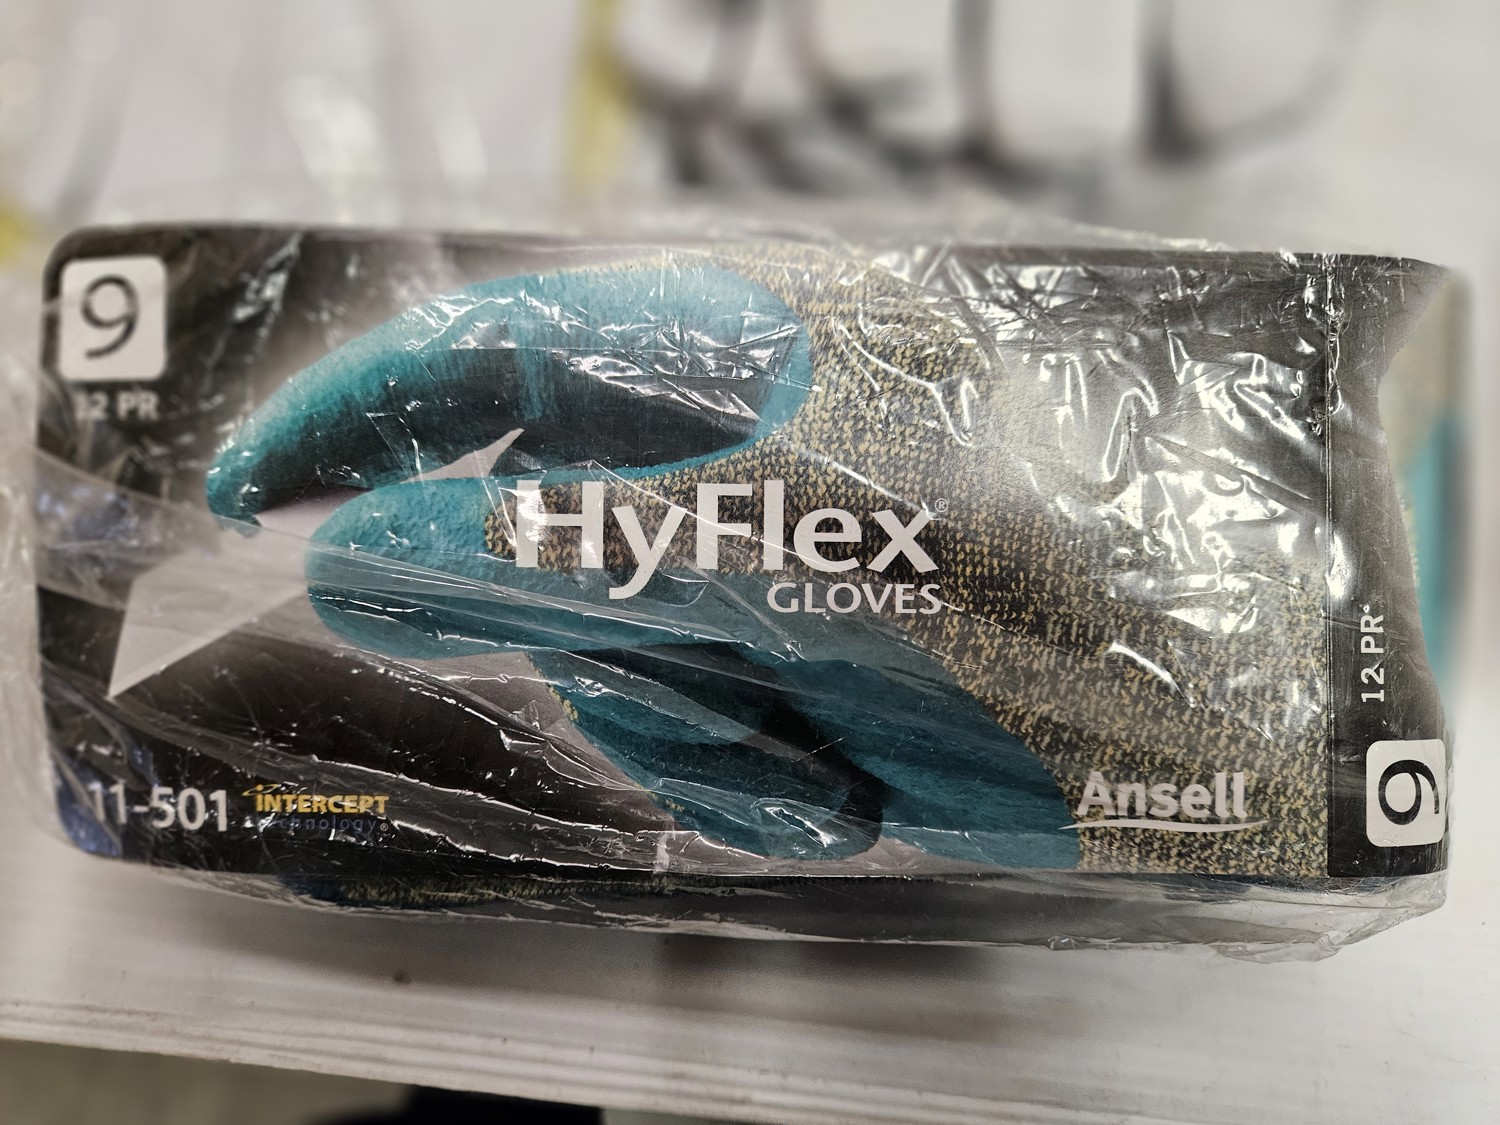 9
12 PR
HyFlex®
GLOVES
11-501
INTERCEPT
technology®
Ansell
12 PR
9